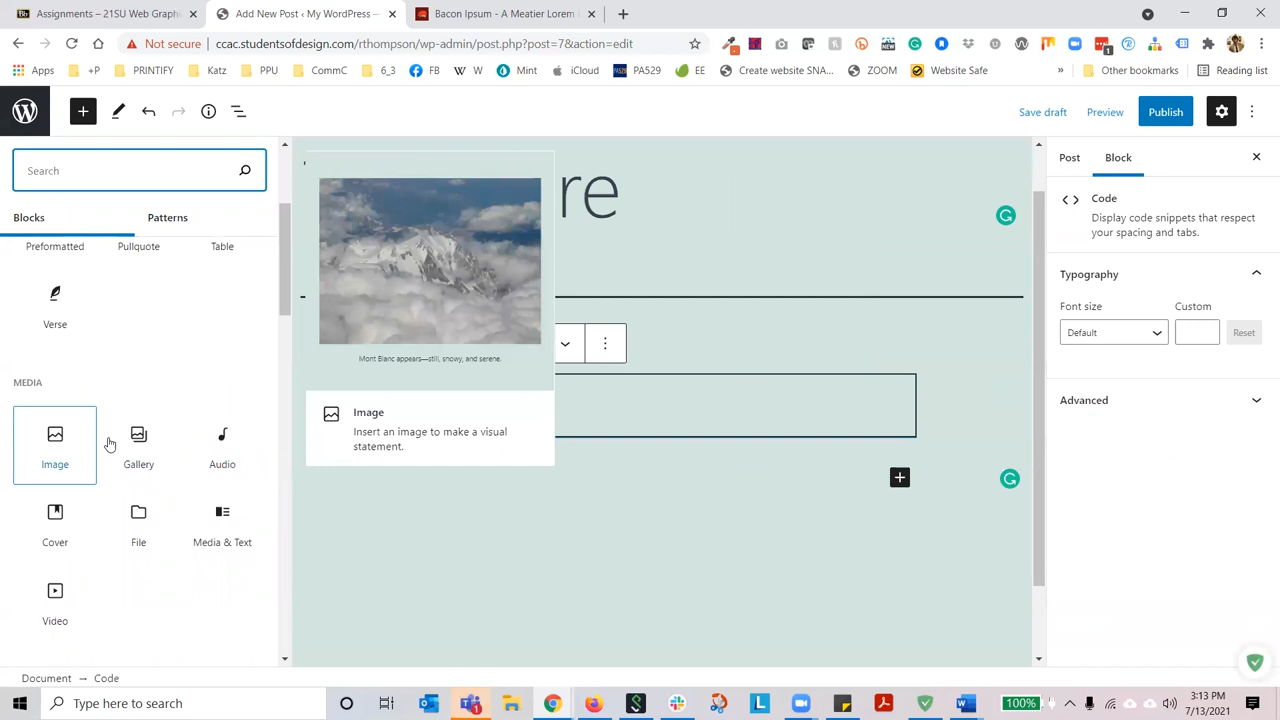 Assignments – 21SU Web Graphi
Add New Post ‹ My WordPress —
Bacon Ipsum - A Meatier Lorem I
Not secure
ccac.studentsofdesign.com/rthompson/wp-admin/post.php?post=7&action=edit
Apps
+P
PRINTIFY
Katz
PPU
CommC
6_3
FB
W
Mint
iCloud
PA529
EE
Create website SNA...
ZOOM
Website Safe
»
Other bookmarks
Reading list
Save draft
Preview
Publish
Search
Blocks
Patterns
Preformatted
Pullquote
Table
Verse
MEDIA
Image
Gallery
Audio
Cover
File
Media & Text
Video
re
Mont Blanc appears—still, snowy, and serene.
Image
Insert an image to make a visual
statement.
Post
Block
Code
Display code snippets that respect
your spacing and tabs.
Typography
Font size
Custom
Default
Reset
Advanced
Document → Code
Type here to search
100%
3:13 PM
7/13/2021